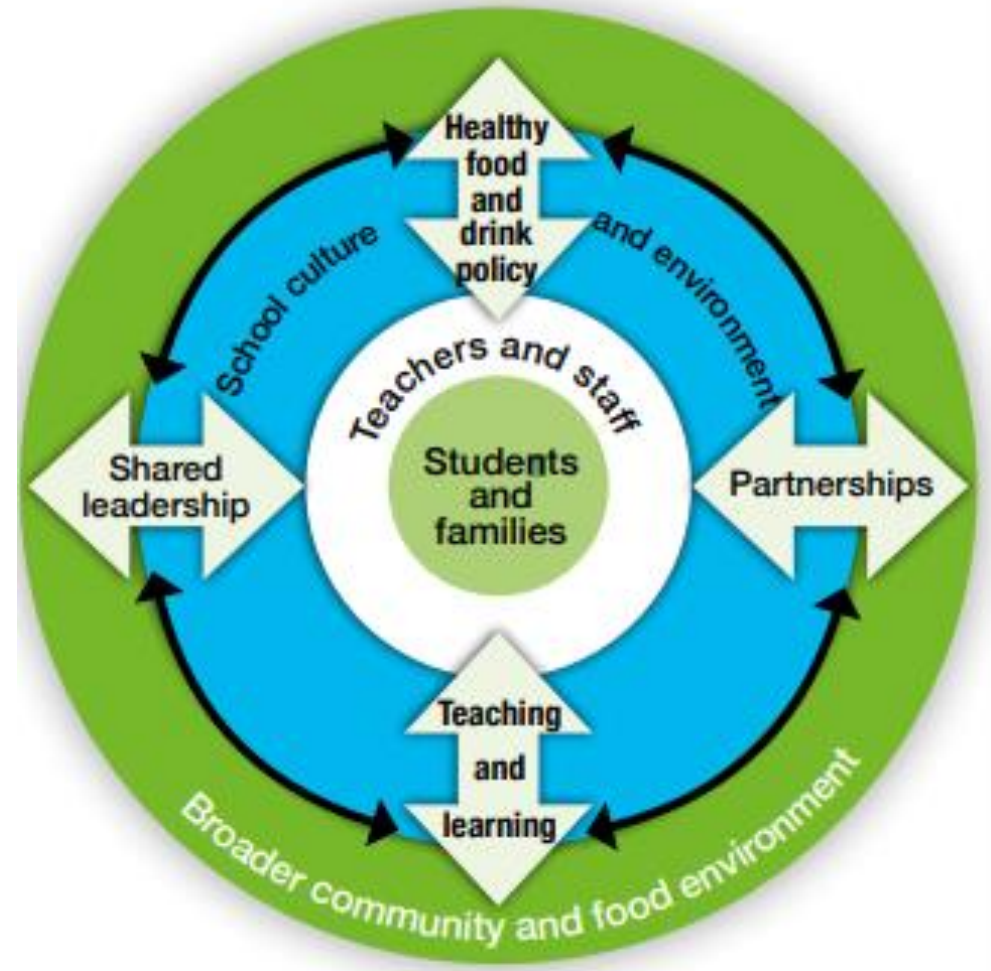 Healthy
food
and
drink
policy
School culture
and environment
Teachers and staff
Students
and
families
Shared
leadership
Partnerships
Teaching
and
learning
Broader community and food environment